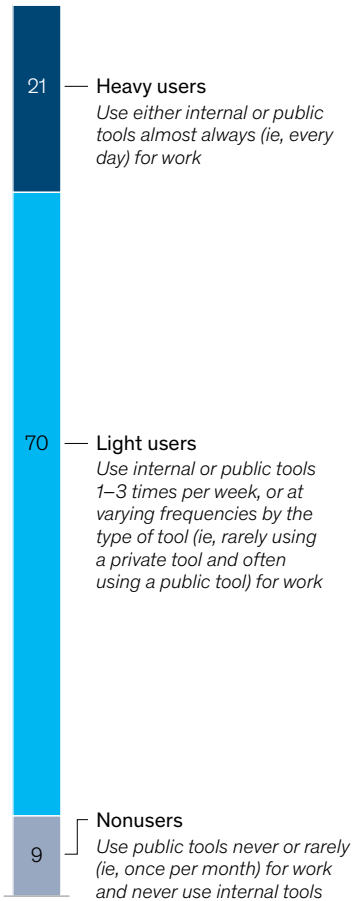 21
Heavy users
Use either internal or public
tools almost always (ie, every
day) for work
70
Light users
Use internal or public tools
1–3 times per week, or at
varying frequencies by the
type of tool (ie, rarely using
a private tool and often
using a public tool) for work
9
Nonusers
Use public tools never or rarely
(ie, once per month) for work
and never use internal tools